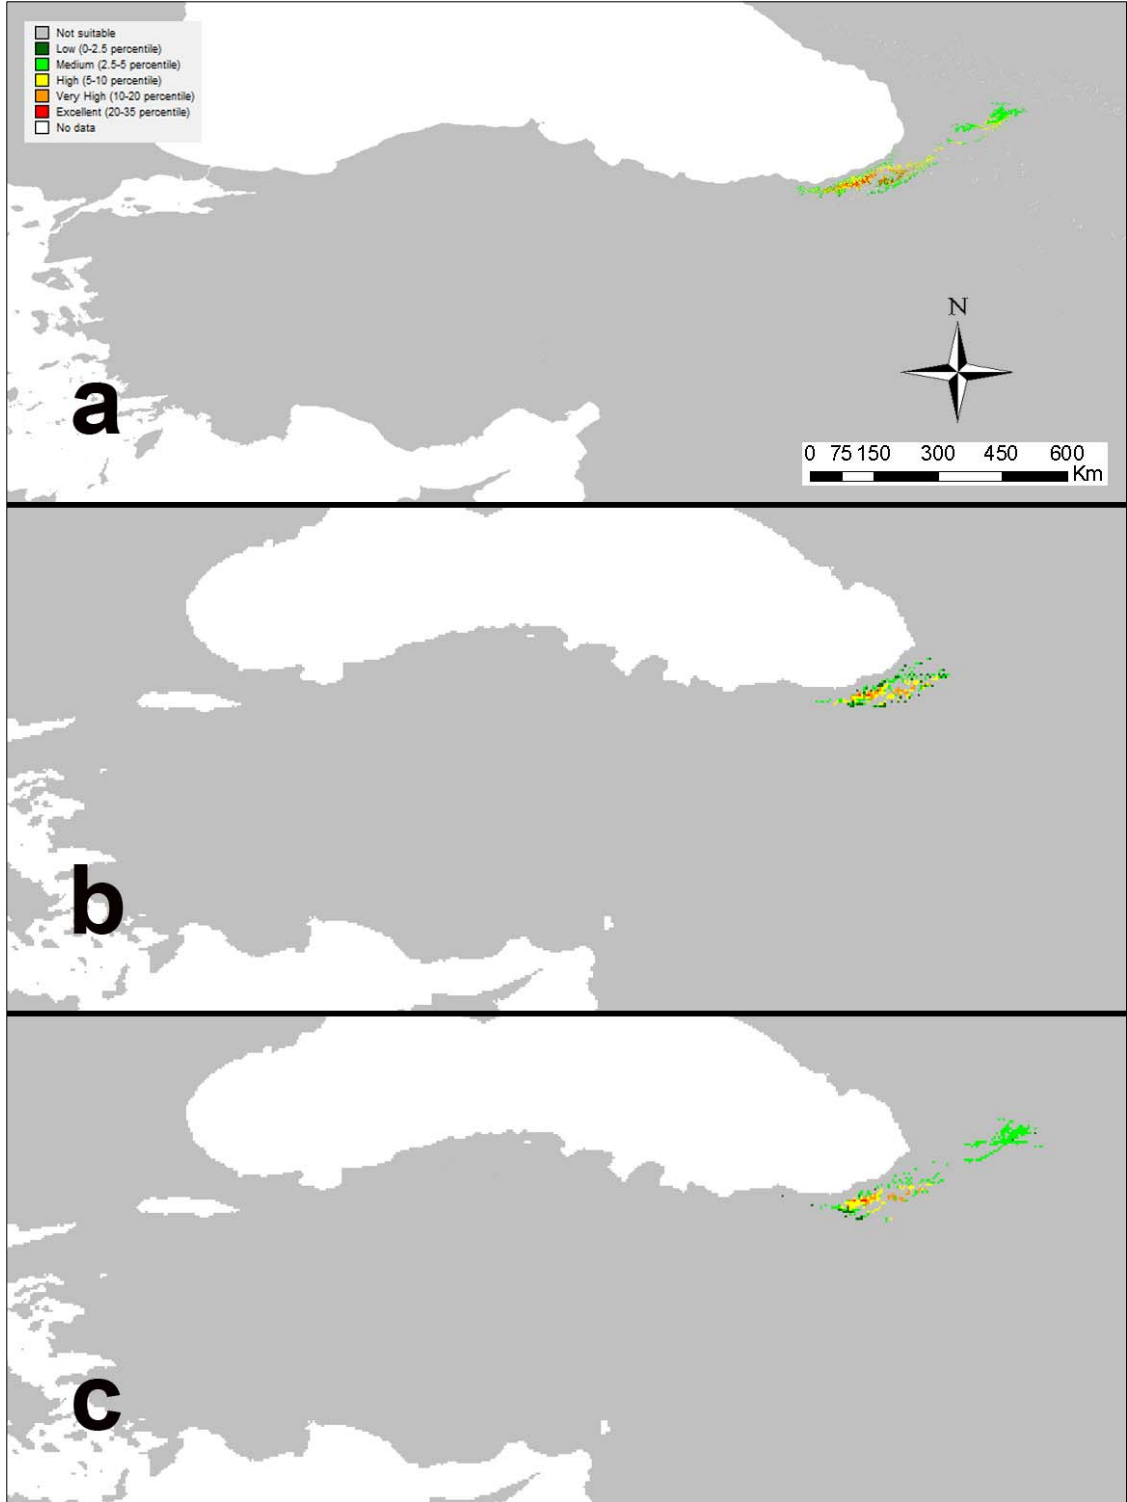 Not suitable
Low (0-2.5 percentile)
Medium (2.5-5 percentile)
High (5-10 percentile)
Very High (10-20 percentile)
Excellent (20-35 percentile)
No data
N
a
0 75 150 300 450 600
Km
b
c